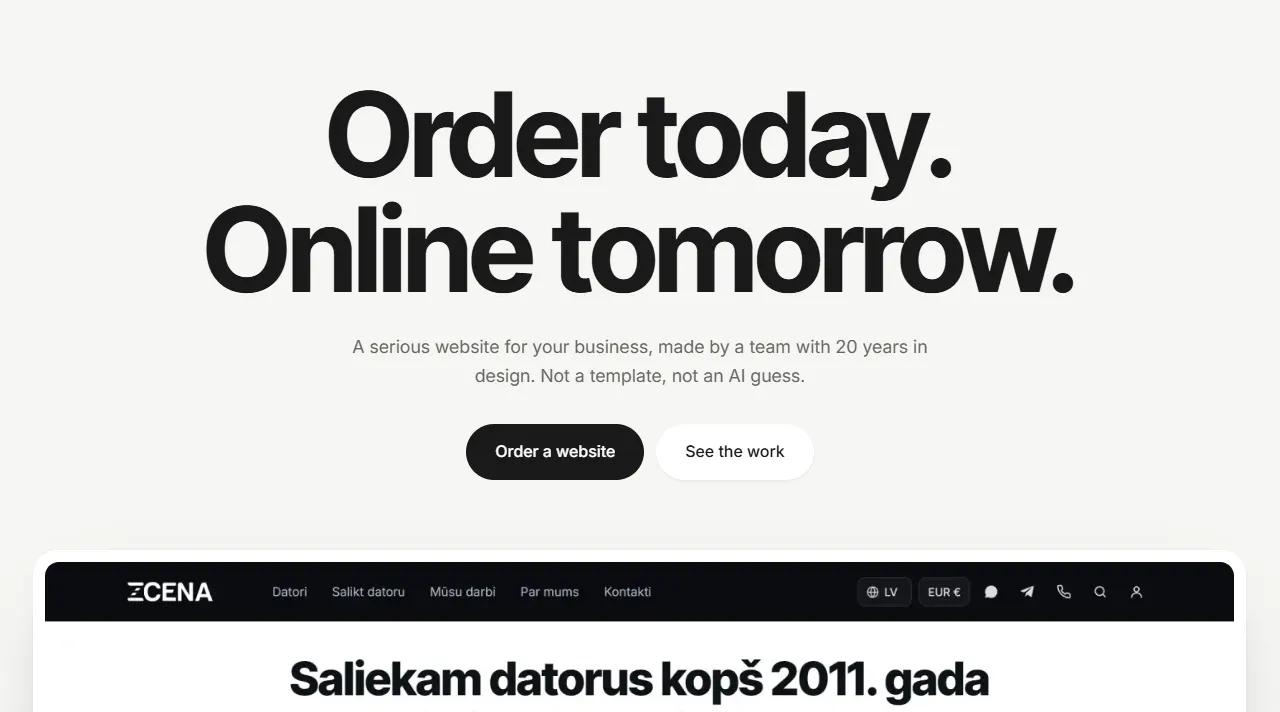 Order today.
Online tomorrow.
A serious website for your business, made by a team with 20 years in
design. Not a template, not an AI guess.
Order a website
See the work
ZCENA
Datori
Salikt datoru
Mūsu darbi
Par mums
Kontakti
LV
EUR €
Saliekam datorus kopš 2011. gada